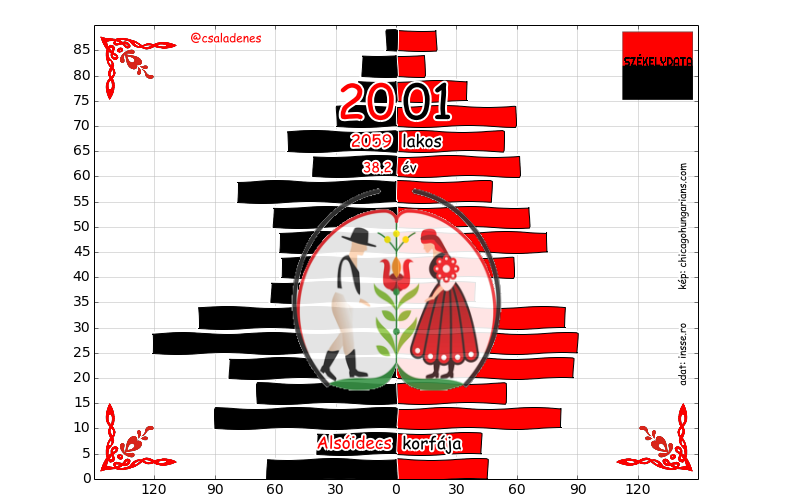 @csaladenes
SZÉKELYDATA
2001
2059 lakos
38.2 év
kép: chicagohungarians.com
adat: insse.ro
Alsóidecs korfája
85
80
75
70
65
60
55
50
45
40
35
30
25
20
15
10
5
0
120 90 60 30 0 30 60 90 120